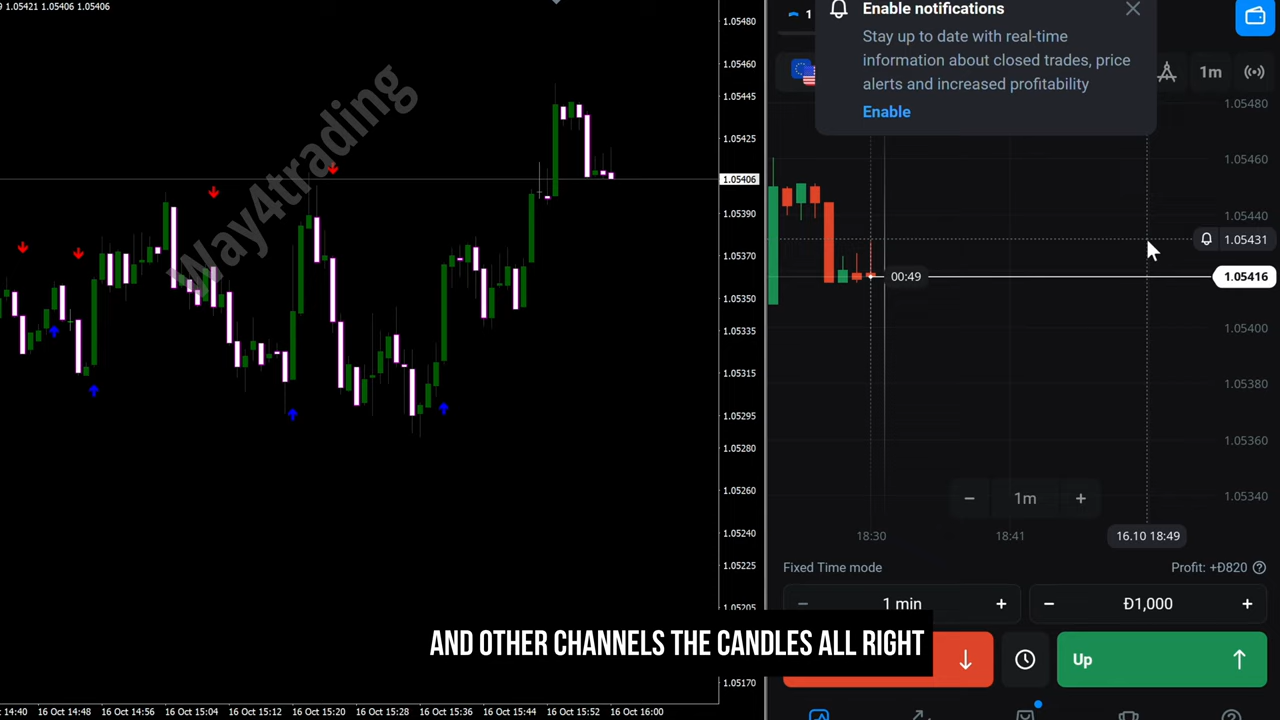 1.05421 1.05406 1.05406
1.05480
1.05460
1.05445
1.05425
1.05406
1.05390
1.05370
1.05350
1.05335
1.05315
1.05295
1.05280
1.05260
1.05240
1.05225
1.05205
1.05170
Way4trading
14:40
16 Oct 14:48
16 Oct 14:56
16 Oct 15:04
16 Oct 15:12
16 Oct 15:20
16 Oct 15:28
16 Oct 15:36
16 Oct 15:44
16 Oct 15:52
16 Oct 16:00
1
Enable notifications
Stay up to date with real-time
information about closed trades, price
alerts and increased profitability
Enable
1m
1.05480
1.05460
1.05440
1.05431
1.05416
00:49
1.05400
1.05380
1.05360
1.05340
− 1m +
18:30
18:41
16.10 18:49
Fixed Time mode
Profit: +Đ820
− 1 min +
− Đ1,000 +
Up
AND OTHER CHANNELS THE CANDLES ALL RIGHT